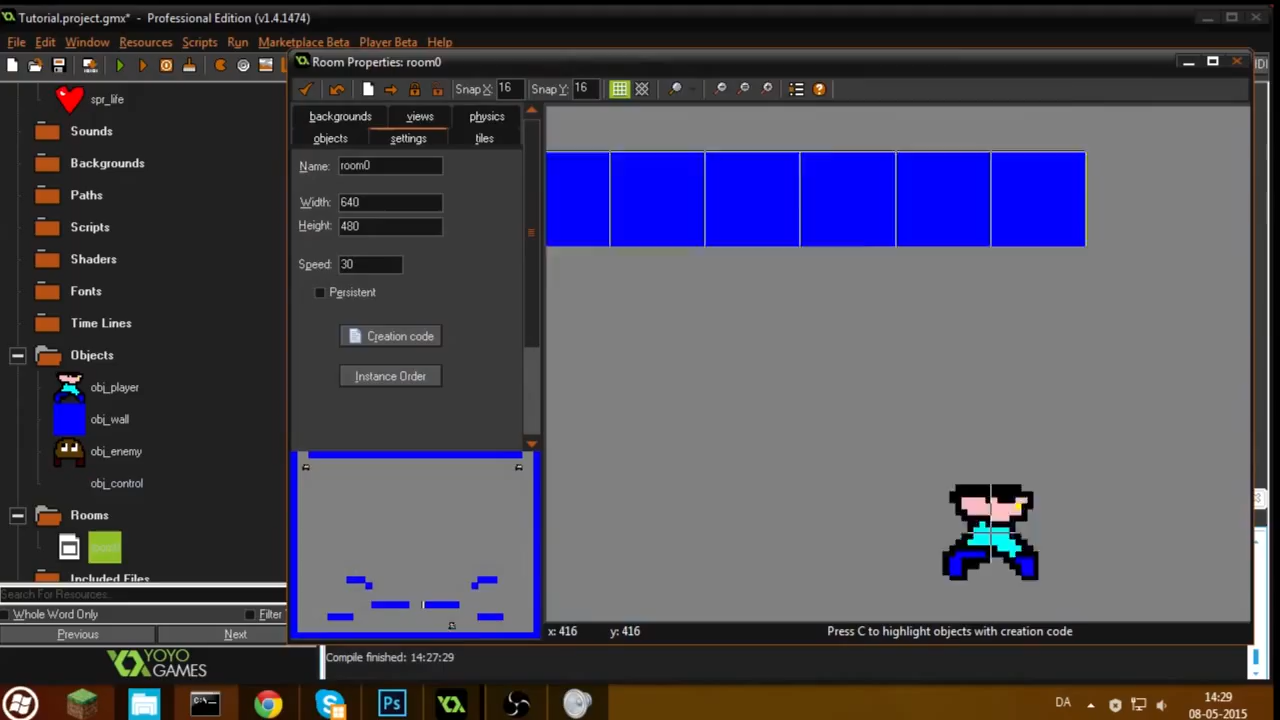 Tutorial.project.gmx* - Professional Edition (v1.4.1474)
File Edit Window Resources Scripts Run Marketplace Beta Player Beta Help
Room Properties: room0
Snap X: 16 Snap Y: 16
backgrounds views physics
objects settings tiles
Name: room0
Width: 640
Height: 480
Speed: 30
Persistent
Creation code
Instance Order
spr_life
Sounds
Backgrounds
Paths
Scripts
Shaders
Fonts
Time Lines
Objects
obj_player
obj_wall
obj_enemy
obj_control
Rooms
Included Files
Search For Resources..
Whole Word Only Filter
Previous Next
x: 416 y: 416 Press C to highlight objects with creation code
YOYO
GAMES
Compile finished: 14:27:29
Ps
DA
14:29
08-05-2015